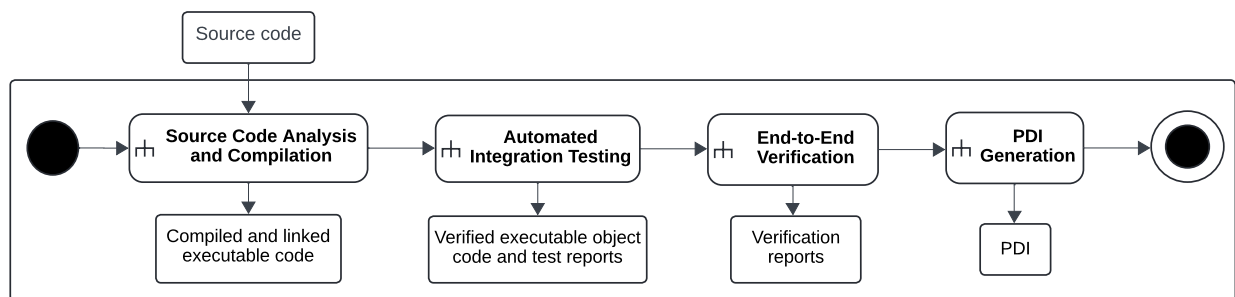 Source code
Source Code Analysis
and Compilation
Automated
Integration Testing
End-to-End
Verification
PDI
Generation
Compiled and linked
executable code
Verified executable object
code and test reports
Verification
reports
PDI